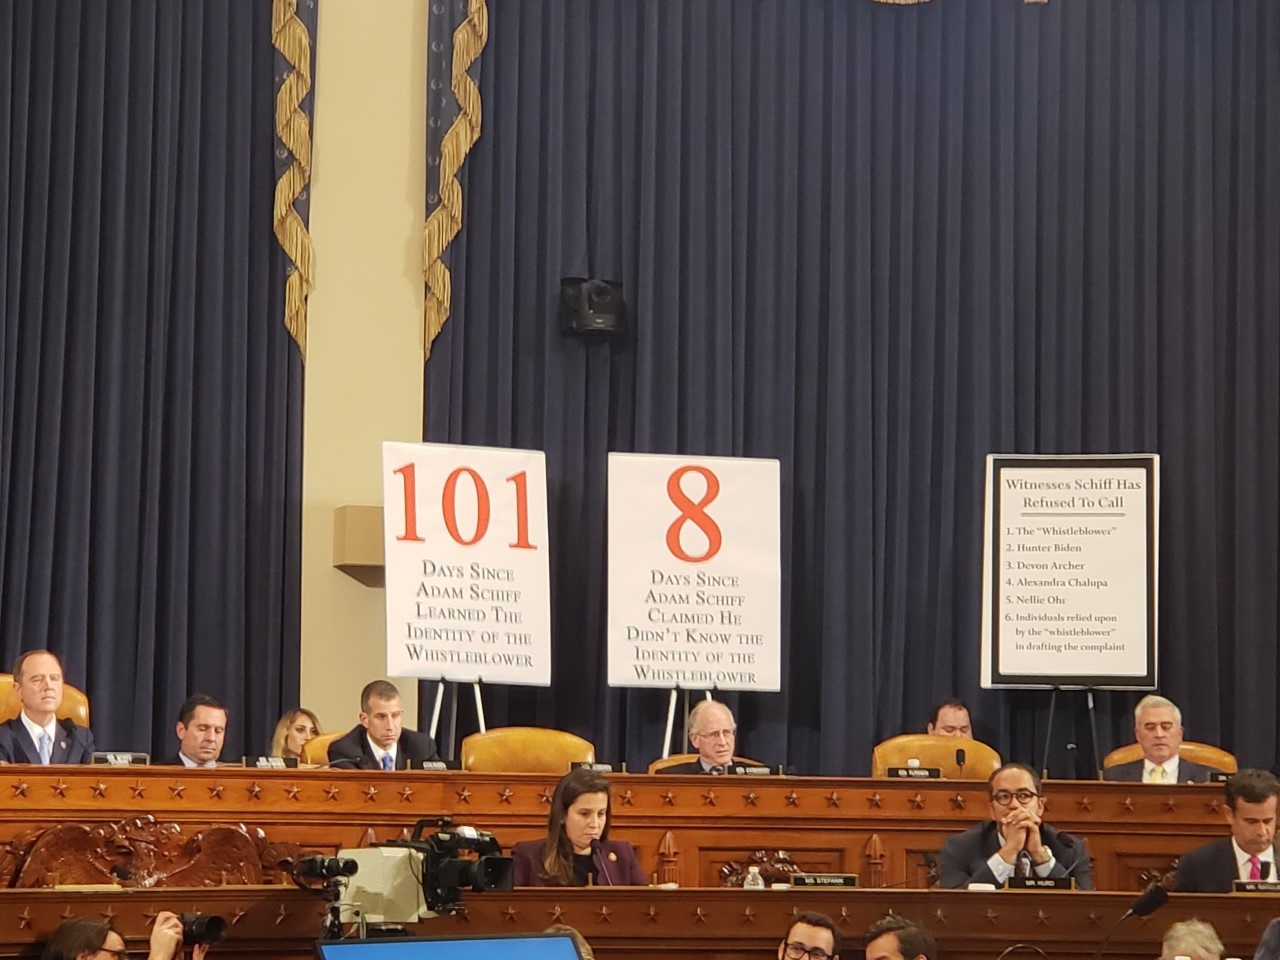 101
DAYS SINCE
ADAM SCHIFF
LEARNED THE
IDENTITY OF THE
WHISTLEBLOWER
8
DAYS SINCE
ADAM SCHIFF
CLAIMED HE
DIDN'T KNOW THE
IDENTITY OF THE
WHISTLEBLOWER
Witnesses Schiff Has
Refused To Call
1. The "Whistleblower"
2. Hunter Biden
3. Devon Archer
4. Alexandra Chalupa
5. Nellie Ohr
6. Individuals relied upon
by the "whistleblower"
in drafting the complaint
MS. STEFANIK
MR. HURD